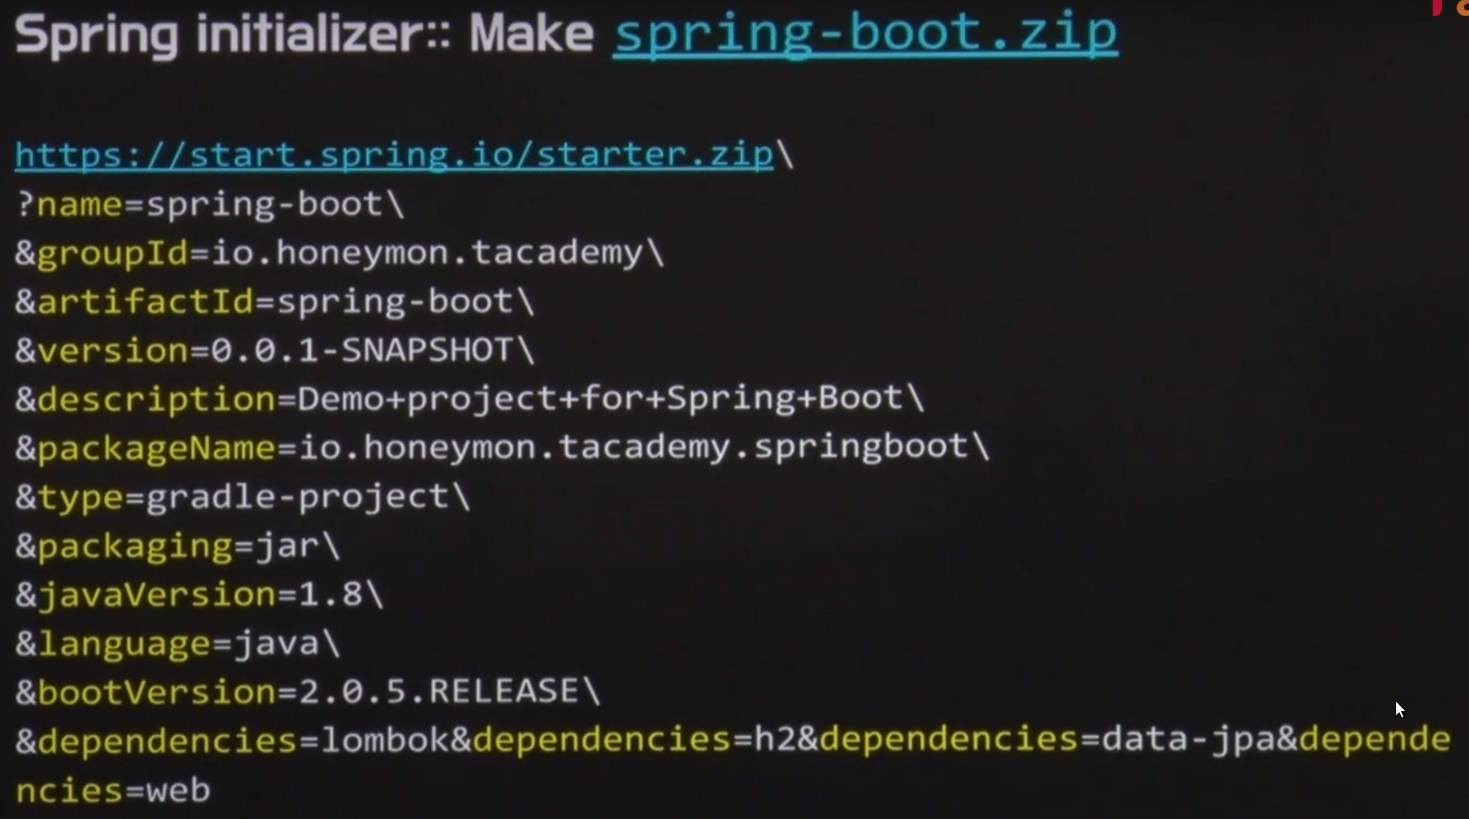 Spring initializer:: Make spring-boot.zip
https://start.spring.io/starter.zip\
?name=spring-boot\
&groupId=io.honeymon.tacademy\
&artifactId=spring-boot\
&version=0.0.1-SNAPSHOT\
&description=Demo+project+for+Spring+Boot\
&packageName=io.honeymon.tacademy.springboot\
&type=gradle-project\
&packaging=jar\
&javaVersion=1.8\
&language=java\
&bootVersion=2.0.5.RELEASE\
&dependencies=lombok&dependencies=h2&dependencies=data-jpa&depende
ncies=web